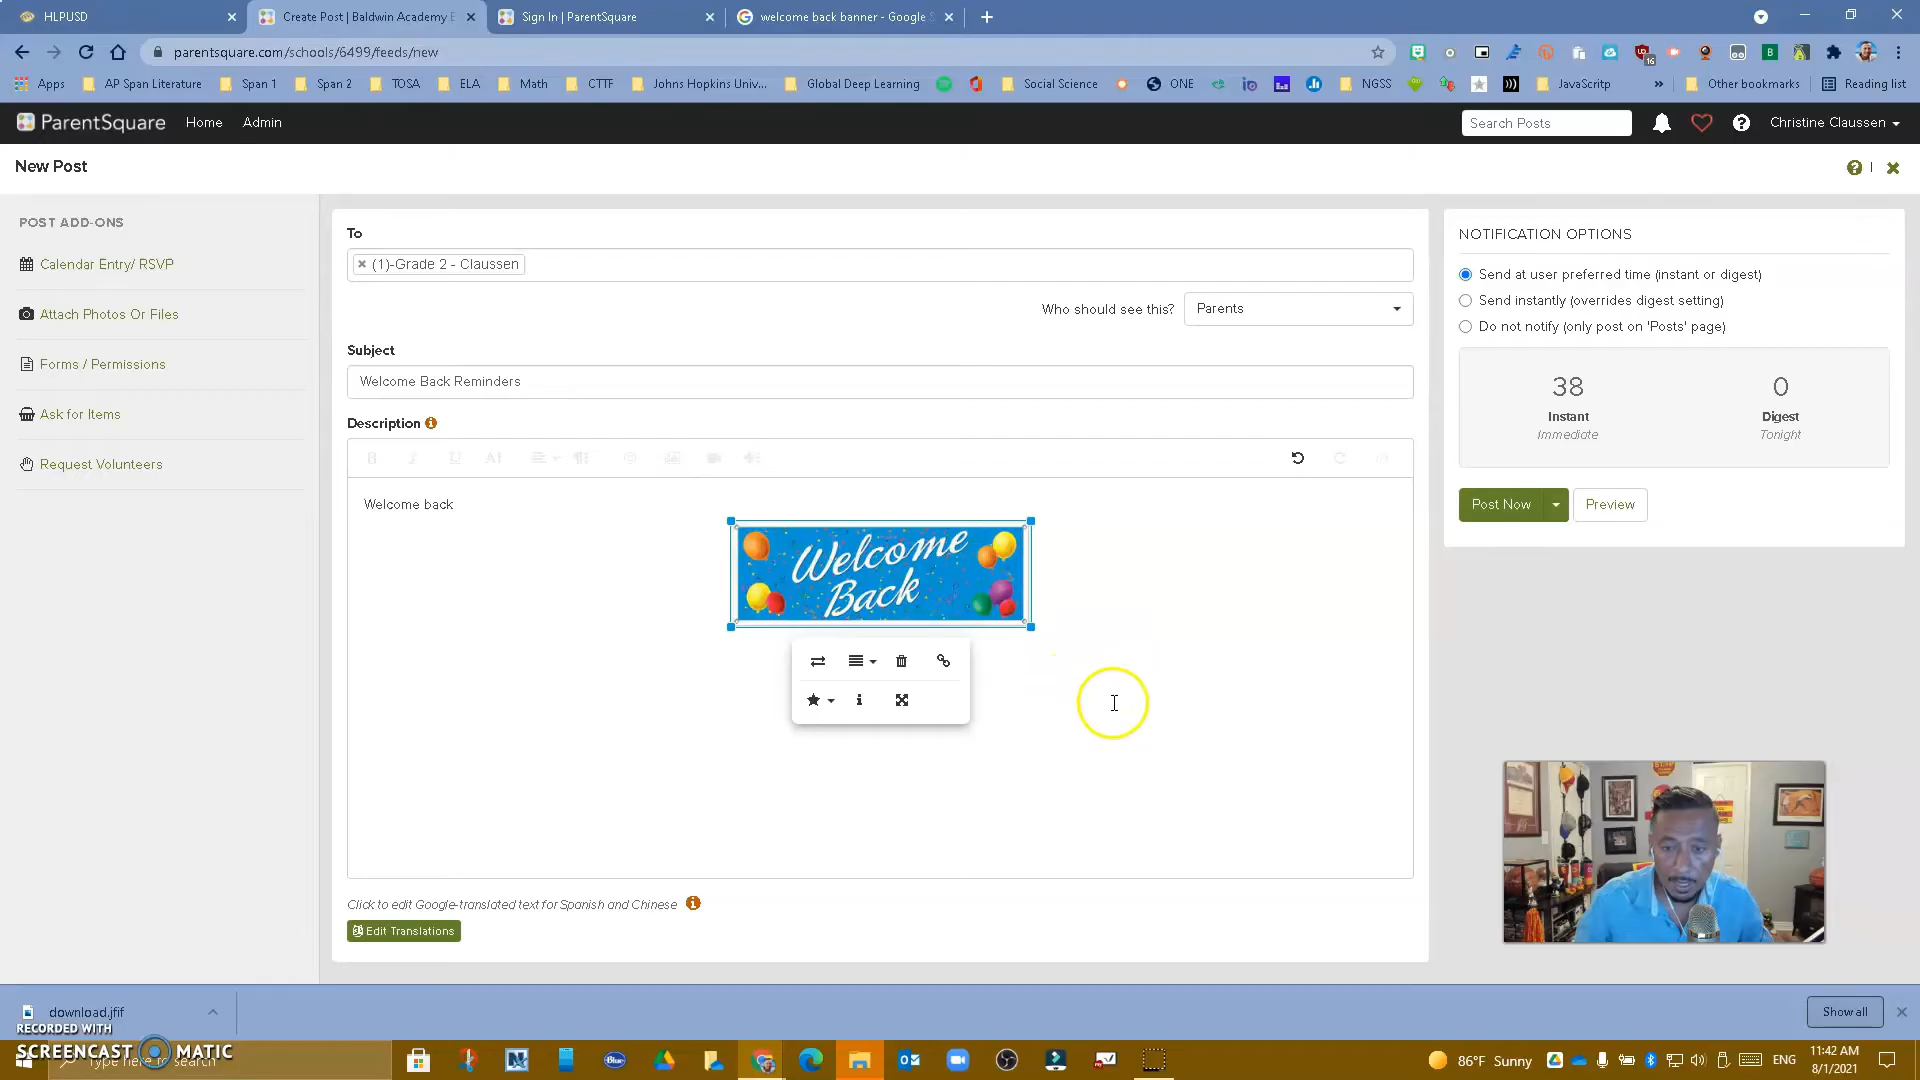 HLPUSD
Create Post | Baldwin Academy E
Sign In | ParentSquare
welcome back banner - Google S
parentsquare.com/schools/6499/feeds/new
16
Apps
AP Span Literature
Span 1
Span 2
TOSA
ELA
Math
CTTF
Johns Hopkins Univ...
Global Deep Learning
Social Science
ONE
NGSS
JavaScritp
»
Other bookmarks
Reading list
ParentSquare
Home
Admin
Search Posts
Christine Claussen
New Post
POST ADD-ONS
Calendar Entry/ RSVP
Attach Photos Or Files
Forms / Permissions
Ask for Items
Request Volunteers
To
× (1)-Grade 2 - Claussen
Who should see this?
Parents
Subject
Welcome Back Reminders
Description
Welcome back
Welcome
Back
Click to edit Google-translated text for Spanish and Chinese
Edit Translations
NOTIFICATION OPTIONS
Send at user preferred time (instant or digest)
Send instantly (overrides digest setting)
Do not notify (only post on 'Posts' page)
38
0
Instant
Digest
Immediate
Tonight
Post Now
Preview
download.jfif
Show all
RECORDED WITH
SCREENCAST MATIC
Type here to search
86°F Sunny
ENG
11:42 AM
8/1/2021